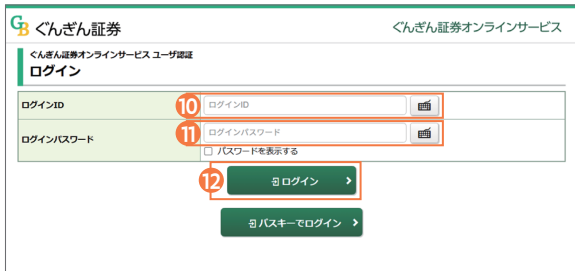 GB ぐんぎん証券
ぐんぎん証券オンラインサービス
ぐんぎん証券オンラインサービス ユーザ認証
ログイン
ログインID
⑩ ログインID
ログインパスワード
⑪ ログインパスワード
パスワードを表示する
⑫ ログイン
パスキーでログイン